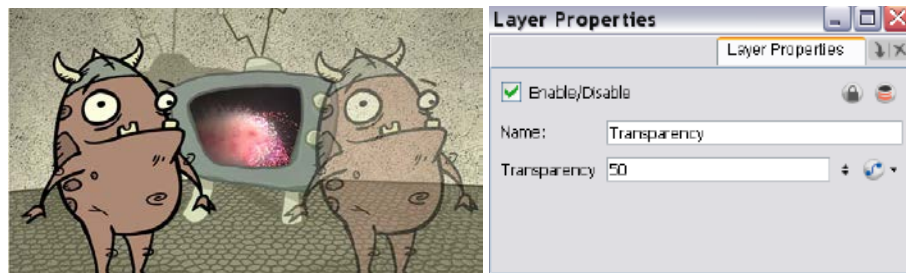 Layer Properties
Layer Properties
Enable/Disable
Name: Transparency
Transparency 50